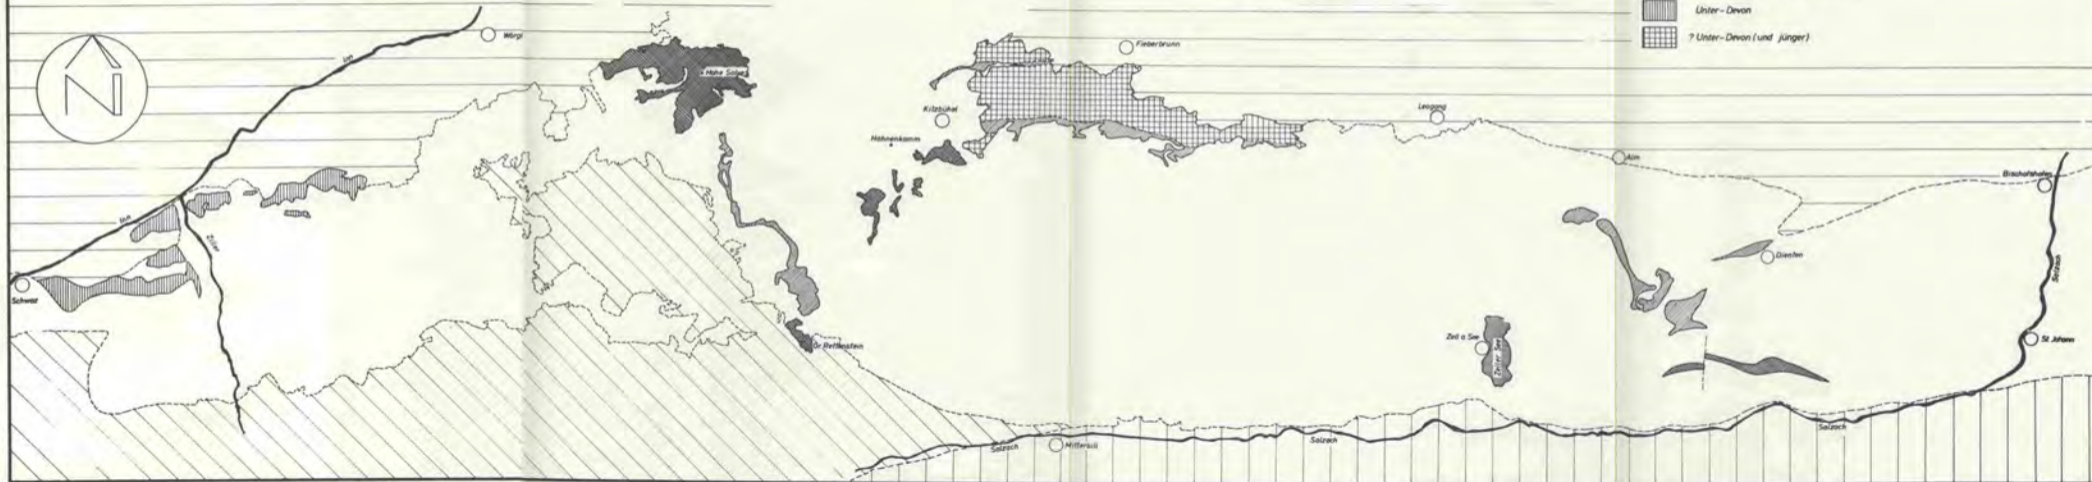 Unter-Devon
? Unter-Devon (und jünger)
N
Wörgl
Inn
Hohe Salve
Fieberbrunn
Kitzbühel
Hahnenkamm
Leogang
Alm
Bischofshofen
Inn
Ziller
Schwaz
Dienten
Salzach
Gr. Rettenstein
Zell a. See
Zeller See
St. Johann
Salzach
Mittersill
Salzach
Salzach